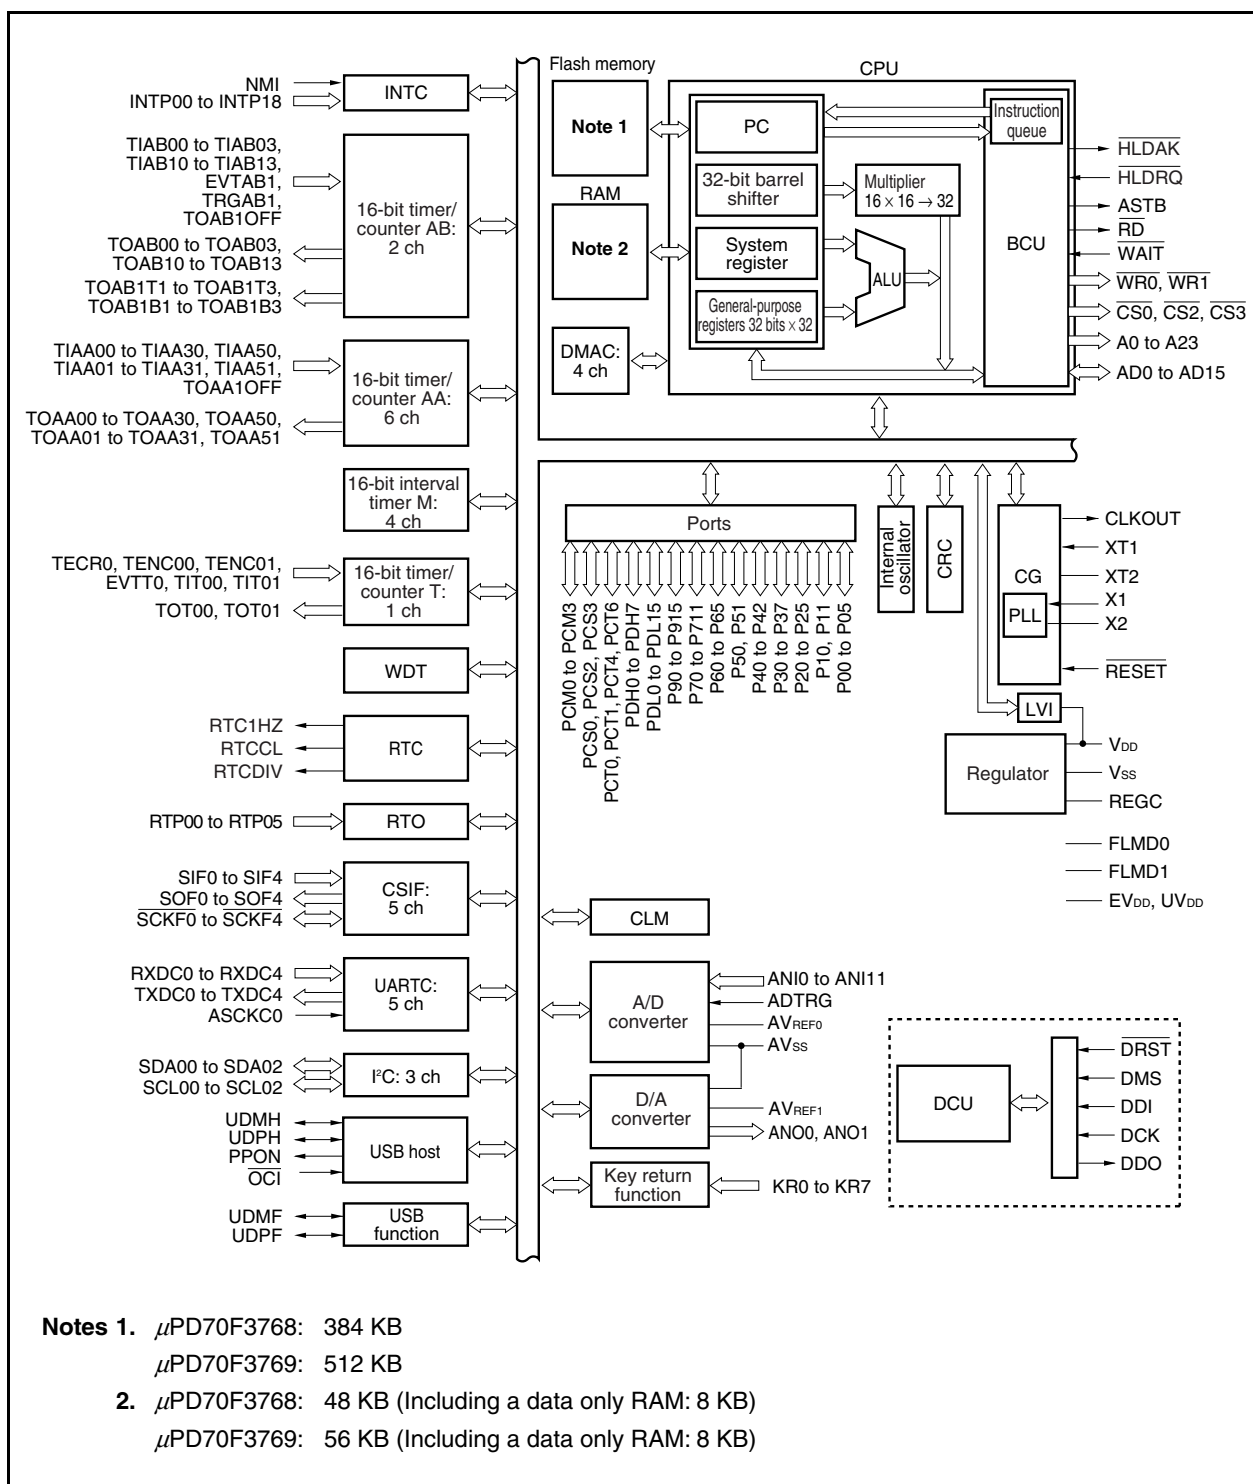 NMI
INTP00 to INTP18
INTC
TIAB00 to TIAB03,
TIAB10 to TIAB13,
EVTAB1,
TRGAB1,
TOAB1OFF
TOAB00 to TOAB03,
TOAB10 to TOAB13
TOAB1T1 to TOAB1T3,
TOAB1B1 to TOAB1B3
16-bit timer/
counter AB:
2 ch
TIAA00 to TIAA30, TIAA50,
TIAA01 to TIAA31, TIAA51,
TOAA1OFF
TOAA00 to TOAA30, TOAA50,
TOAA01 to TOAA31, TOAA51
16-bit timer/
counter AA:
6 ch
16-bit interval
timer M:
4 ch
TECR0, TENC00, TENC01,
EVTT0, TIT00, TIT01
TOT00, TOT01
16-bit timer/
counter T:
1 ch
WDT
RTC1HZ
RTCCL
RTCDIV
RTC
RTP00 to RTP05
RTO
SIF0 to SIF4
SOF0 to SOF4
SCKF0 to SCKF4
CSIF:
5 ch
RXDC0 to RXDC4
TXDC0 to TXDC4
ASCKC0
UARTC:
5 ch
SDA00 to SDA02
SCL00 to SCL02
I²C: 3 ch
UDMH
UDPH
PPON
OCI
USB host
UDMF
UDPF
USB
function
Flash memory
Note 1
RAM
Note 2
DMAC:
4 ch
CPU
PC
32-bit barrel
shifter
System
register
General-purpose
registers 32 bits × 32
Multiplier
16 × 16 → 32
ALU
Instruction
queue
BCU
HLDAK
HLDRQ
ASTB
RD
WAIT
WR0, WR1
CS0, CS2, CS3
A0 to A23
AD0 to AD15
Ports
PCM0 to PCM3
PCS0, PCS2, PCS3
PCT0, PCT1, PCT4, PCT6
PDH0 to PDH7
PDL0 to PDL15
P90 to P915
P70 to P711
P60 to P65
P50, P51
P40 to P42
P30 to P37
P20 to P25
P10, P11
P00 to P05
Internal
oscillator
CRC
CG
PLL
CLKOUT
XT1
XT2
X1
X2
RESET
LVI
Regulator
VDD
VSS
REGC
FLMD0
FLMD1
EVDD, UVDD
CLM
A/D
converter
ANI0 to ANI11
ADTRG
AVREF0
AVSS
D/A
converter
AVREF1
ANO0, ANO1
Key return
function
KR0 to KR7
DCU
DRST
DMS
DDI
DCK
DDO
Notes 1. µPD70F3768: 384 KB
µPD70F3769: 512 KB
2. µPD70F3768: 48 KB (Including a data only RAM: 8 KB)
µPD70F3769: 56 KB (Including a data only RAM: 8 KB)